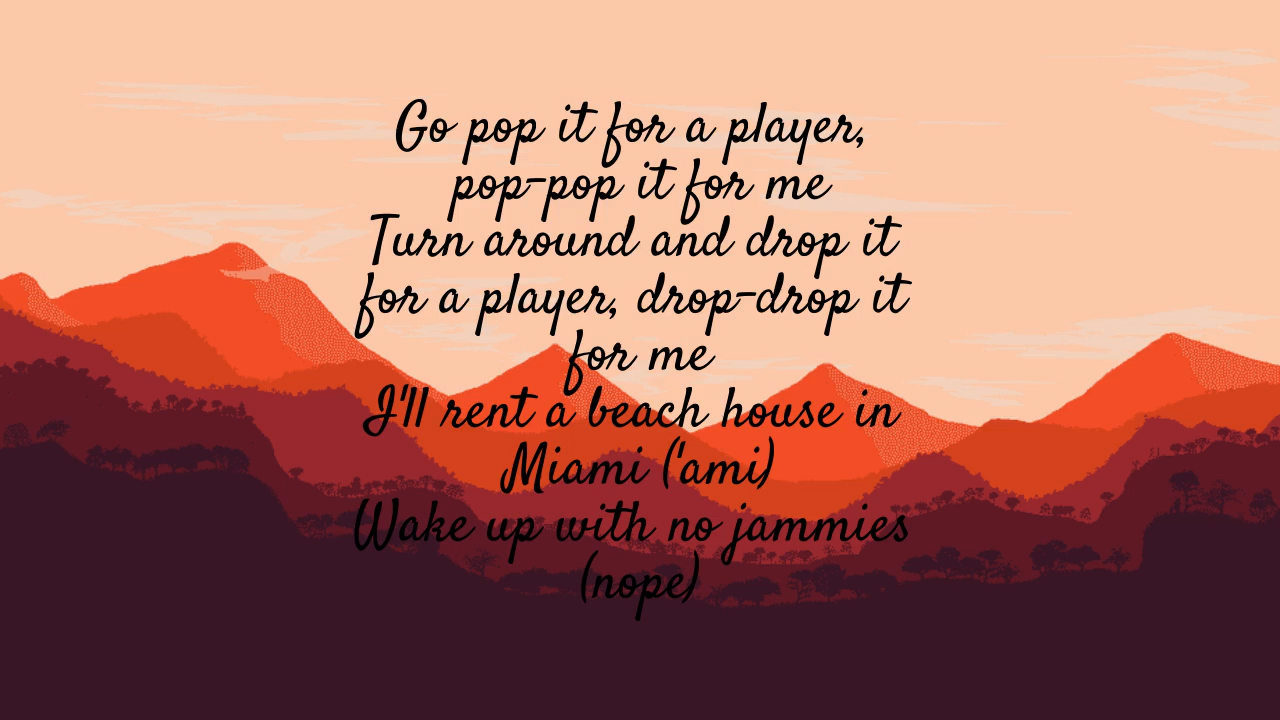 Go pop it for a player,
pop-pop it for me
Turn around and drop it
for a player, drop-drop it
for me
I'll rent a beach house in
Miami ('ami)
Wake up with no jammies
(nope)